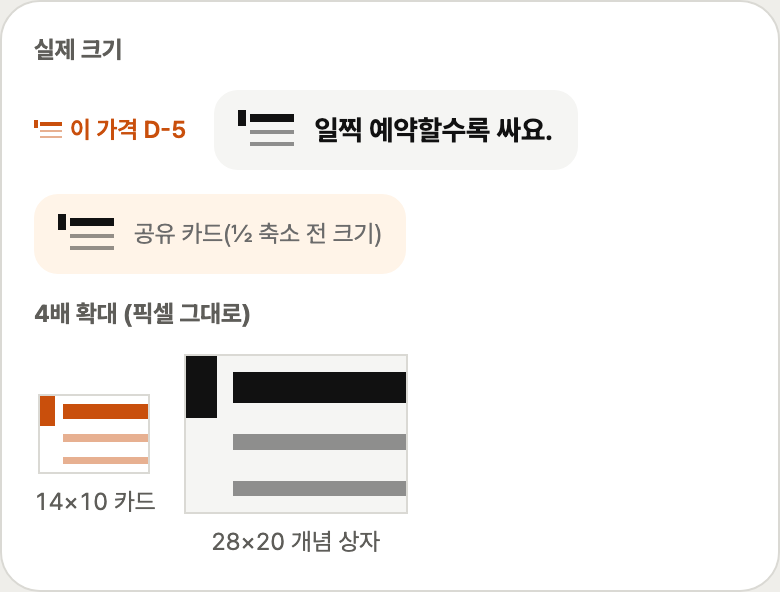 실제 크기
이 가격 D-5
일찍 예약할수록 싸요.
공유 카드(½ 축소 전 크기)
4배 확대 (픽셀 그대로)
14×10 카드
28×20 개념 상자